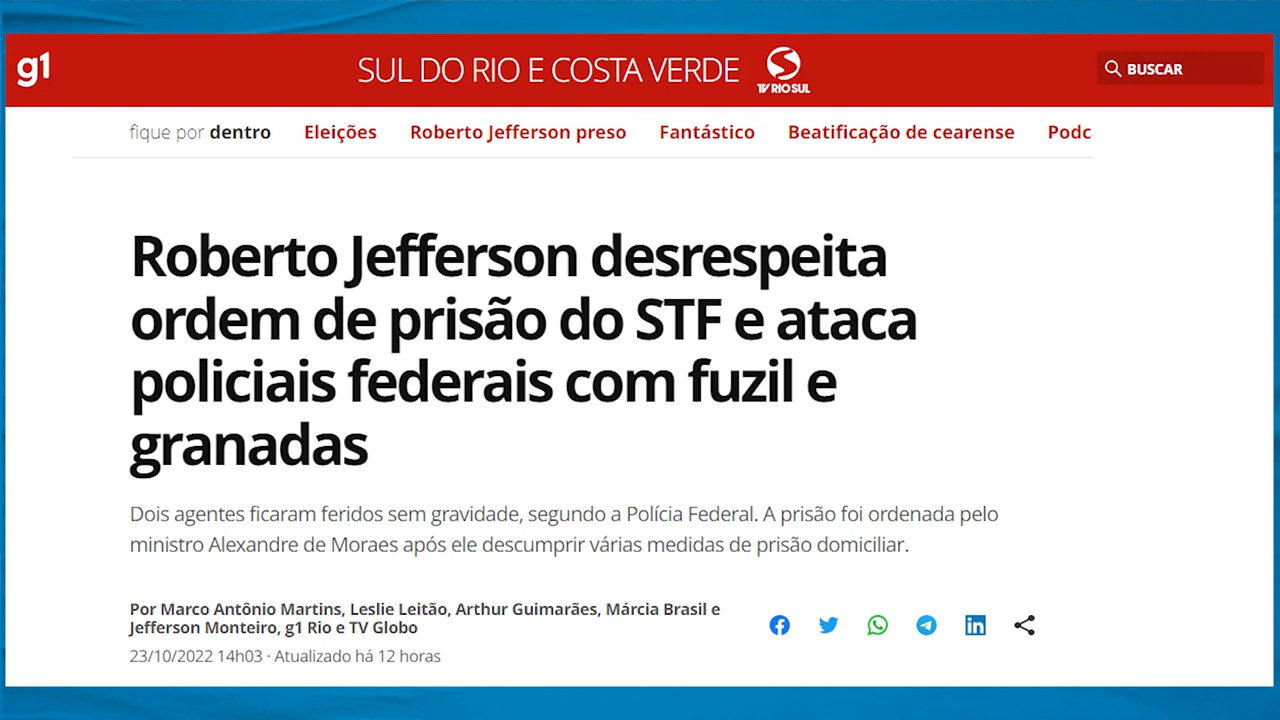 g1
SUL DO RIO E COSTA VERDE
TV RIO SUL
BUSCAR
fique por dentro
Eleições
Roberto Jefferson preso
Fantástico
Beatificação de cearense
Podc
Roberto Jefferson desrespeita
ordem de prisão do STF e ataca
policiais federais com fuzil e
granadas
Dois agentes ficaram feridos sem gravidade, segundo a Polícia Federal. A prisão foi ordenada pelo
ministro Alexandre de Moraes após ele descumprir várias medidas de prisão domiciliar.
Por Marco Antônio Martins, Leslie Leitão, Arthur Guimarães, Márcia Brasil e
Jefferson Monteiro, g1 Rio e TV Globo
23/10/2022 14h03 · Atualizado há 12 horas